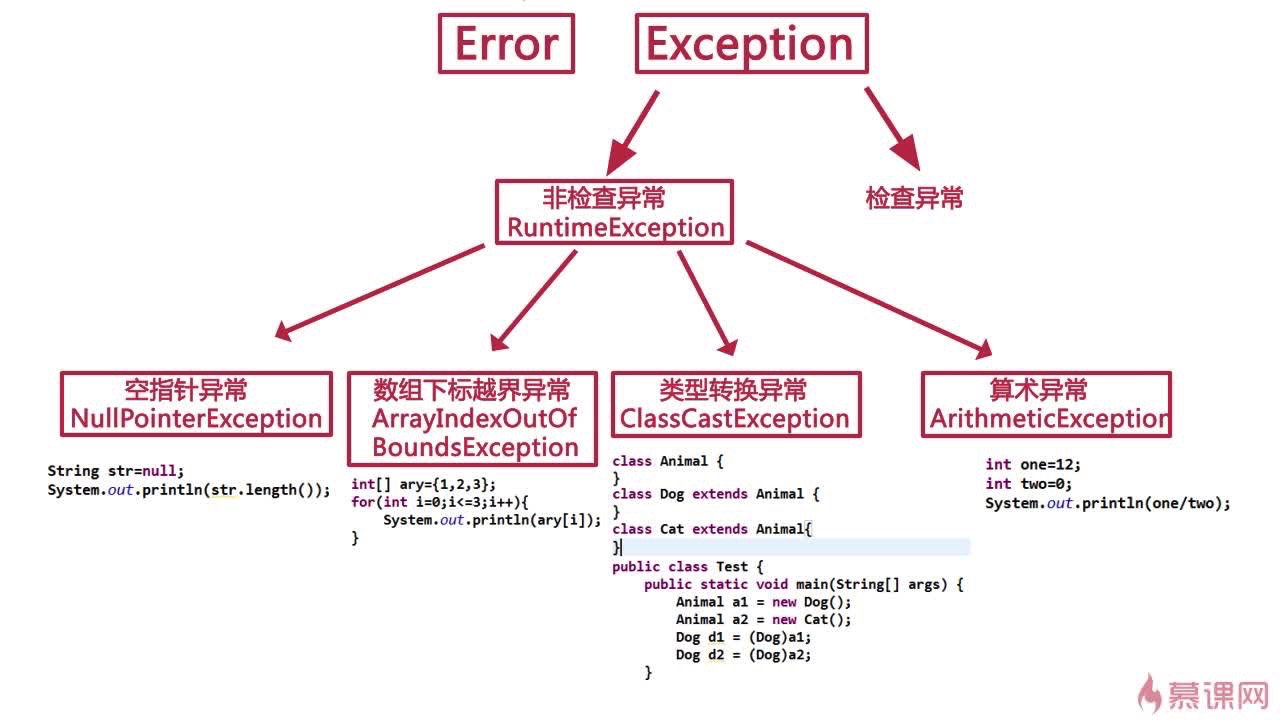 Error
Exception
非检查异常
RuntimeException
检查异常
空指针异常
NullPointerException
String str=null;
System.out.println(str.length());
数组下标越界异常
ArrayIndexOutOf
BoundsException
int[] ary={1,2,3};
for(int i=0;i<=3;i++){
System.out.println(ary[i]);
}
类型转换异常
ClassCastException
class Animal {
}
class Dog extends Animal {
}
class Cat extends Animal{
}
public class Test {
public static void main(String[] args) {
Animal a1 = new Dog();
Animal a2 = new Cat();
Dog d1 = (Dog)a1;
Dog d2 = (Dog)a2;
}
算术异常
ArithmeticException
int one=12;
int two=0;
System.out.println(one/two);
慕课网